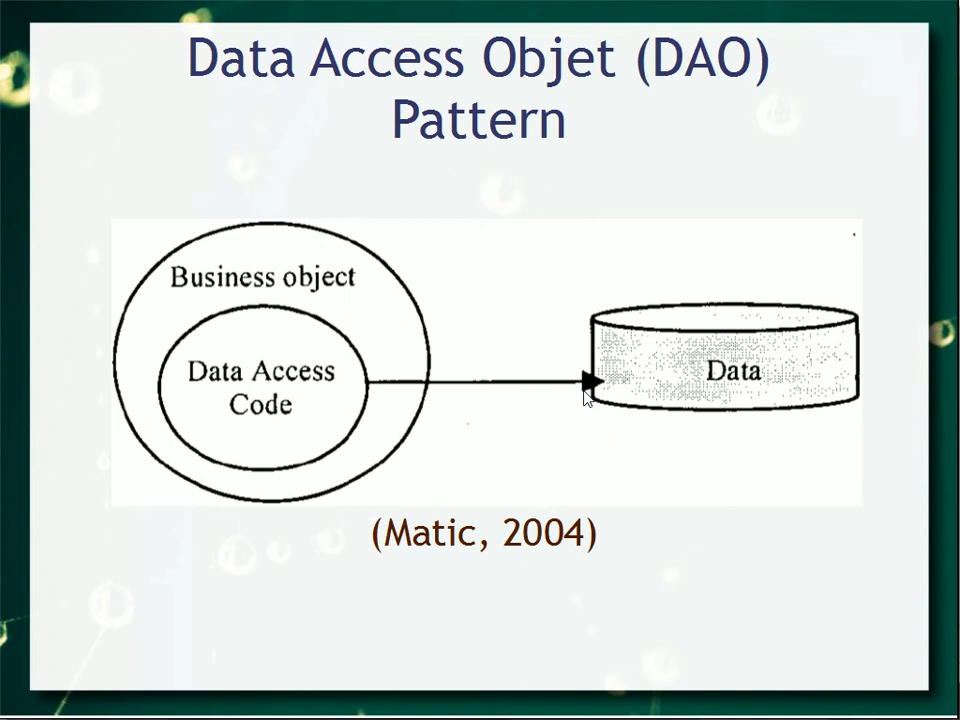 Data Access Objet (DAO)
Pattern
Business object
Data Access
Code
Data
(Matic, 2004)